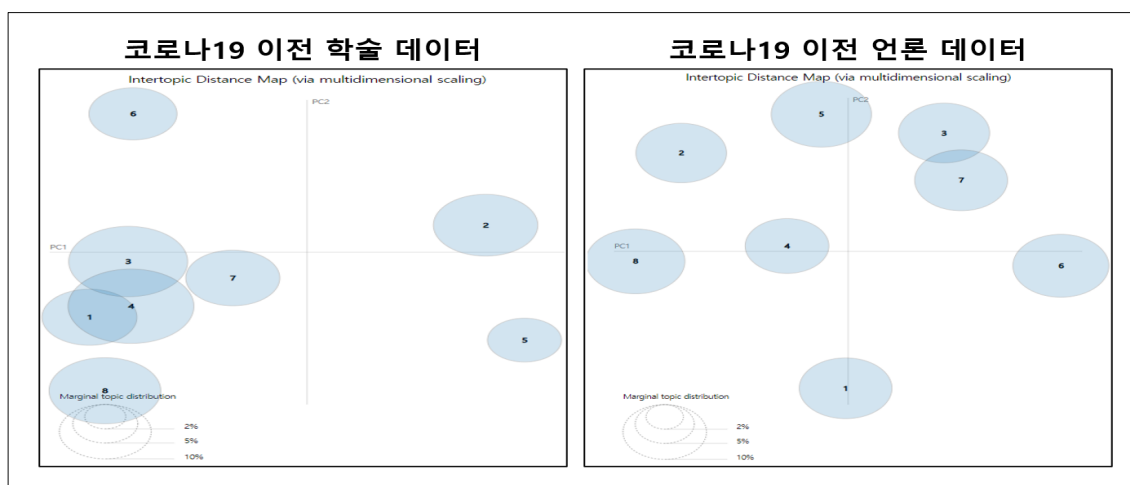 코로나19 이전 학술 데이터
Intertopic Distance Map (via multidimensional scaling)
PC2
6
2
PC1
3
7
4
1
5
8
Marginal topic distribution
2%
5%
10%
코로나19 이전 언론 데이터
Intertopic Distance Map (via multidimensional scaling)
PC2
5
3
2
7
4
PC1
8
6
1
Marginal topic distribution
2%
5%
10%